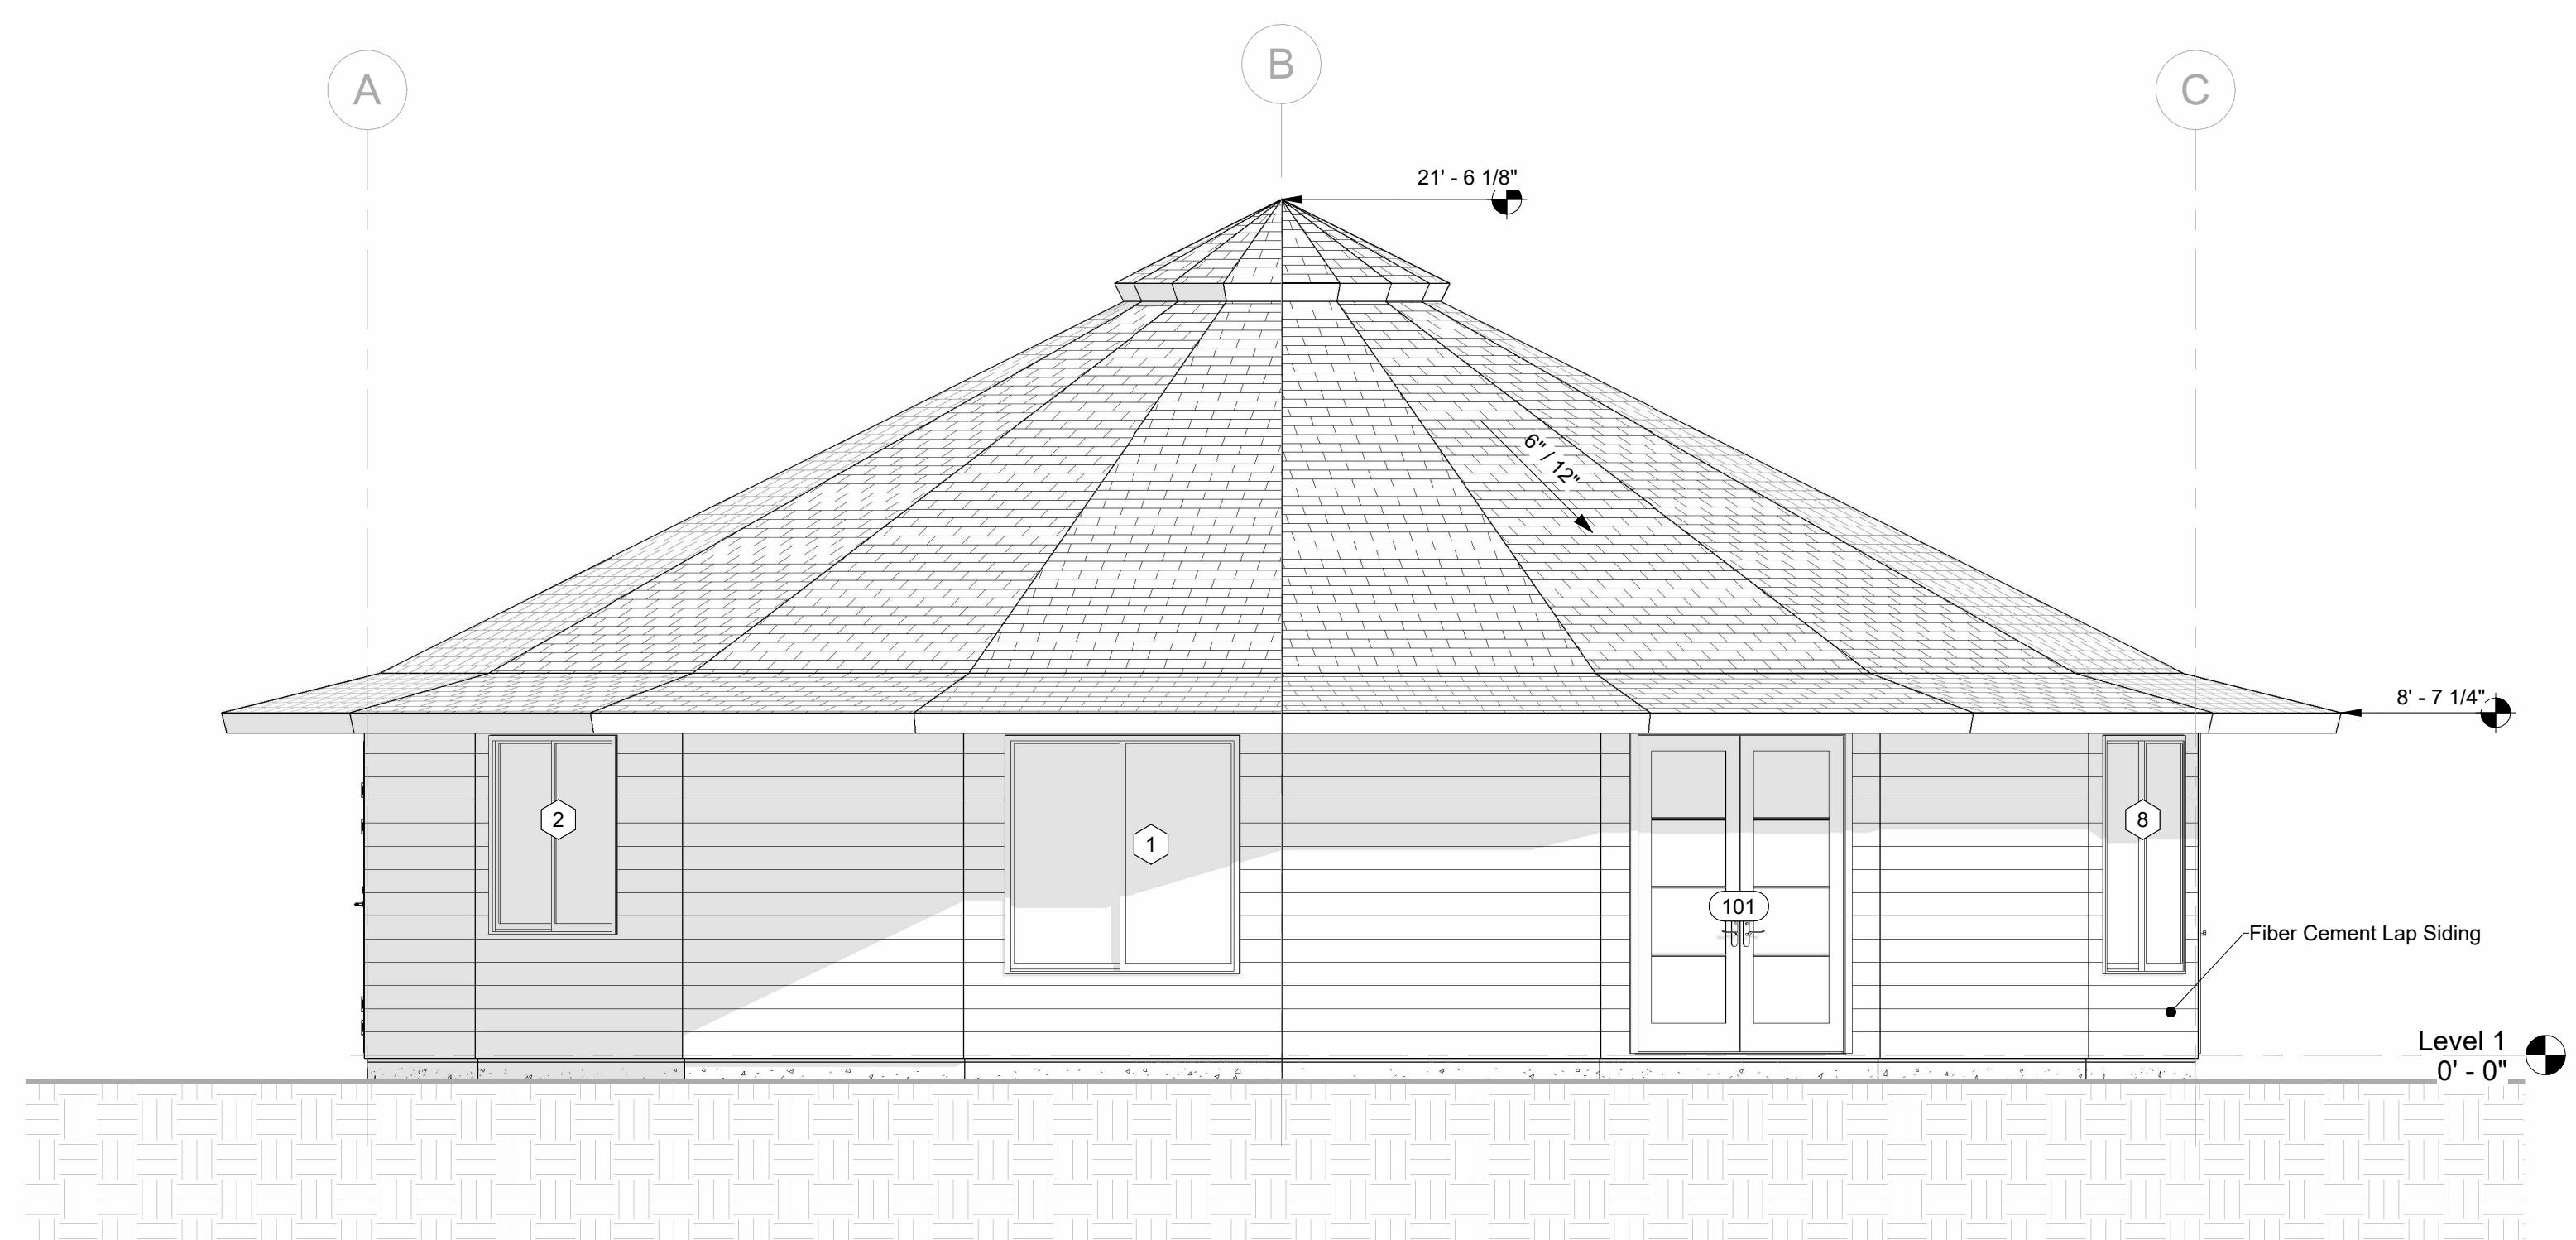 A
B
C
21' - 6 1/8"
6" / 12"
8' - 7 1/4"
2
1
8
101
Fiber Cement Lap Siding
Level 1
0' - 0"